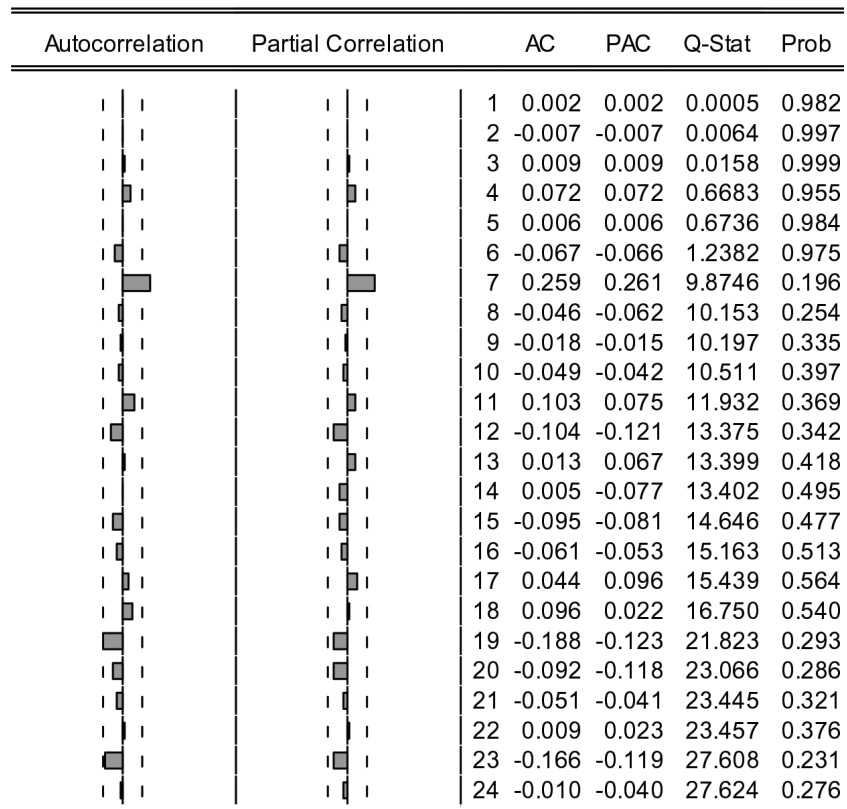 Autocorrelation Partial Correlation AC PAC Q-Stat Prob
1 0.002 0.002 0.0005 0.982
2 -0.007 -0.007 0.0064 0.997
3 0.009 0.009 0.0158 0.999
4 0.072 0.072 0.6683 0.955
5 0.006 0.006 0.6736 0.984
6 -0.067 -0.066 1.2382 0.975
7 0.259 0.261 9.8746 0.196
8 -0.046 -0.062 10.153 0.254
9 -0.018 -0.015 10.197 0.335
10 -0.049 -0.042 10.511 0.397
11 0.103 0.075 11.932 0.369
12 -0.104 -0.121 13.375 0.342
13 0.013 0.067 13.399 0.418
14 0.005 -0.077 13.402 0.495
15 -0.095 -0.081 14.646 0.477
16 -0.061 -0.053 15.163 0.513
17 0.044 0.096 15.439 0.564
18 0.096 0.022 16.750 0.540
19 -0.188 -0.123 21.823 0.293
20 -0.092 -0.118 23.066 0.286
21 -0.051 -0.041 23.445 0.321
22 0.009 0.023 23.457 0.376
23 -0.166 -0.119 27.608 0.231
24 -0.010 -0.040 27.624 0.276